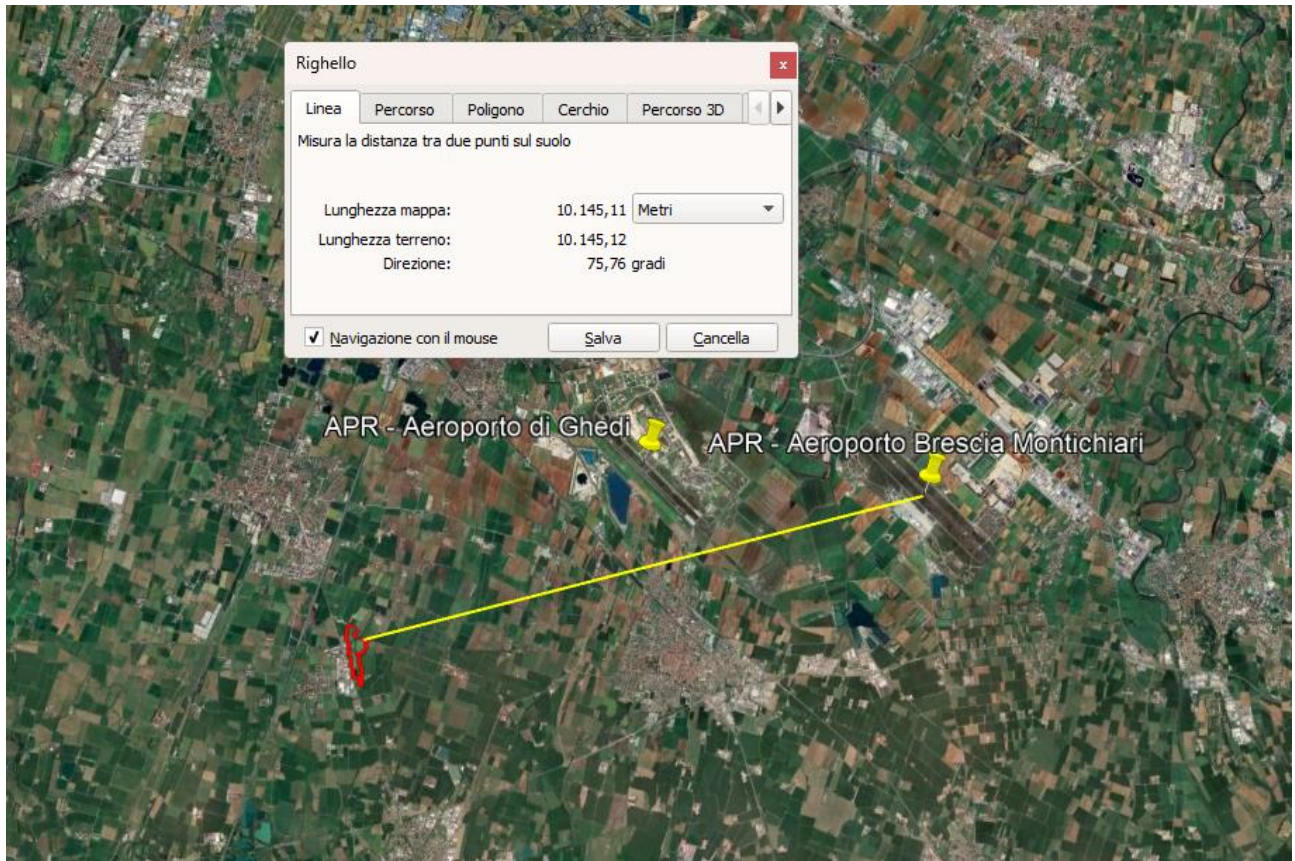 Righello
x
Linea Percorso Poligono Cerchio Percorso 3D
Misura la distanza tra due punti sul suolo
Lunghezza mappa: 10.145,11 Metri
Lunghezza terreno: 10.145,12
Direzione: 75,76 gradi
Navigazione con il mouse Salva Cancella
APR - Aeroporto di Ghedi
APR - Aeroporto Brescia Montichiari